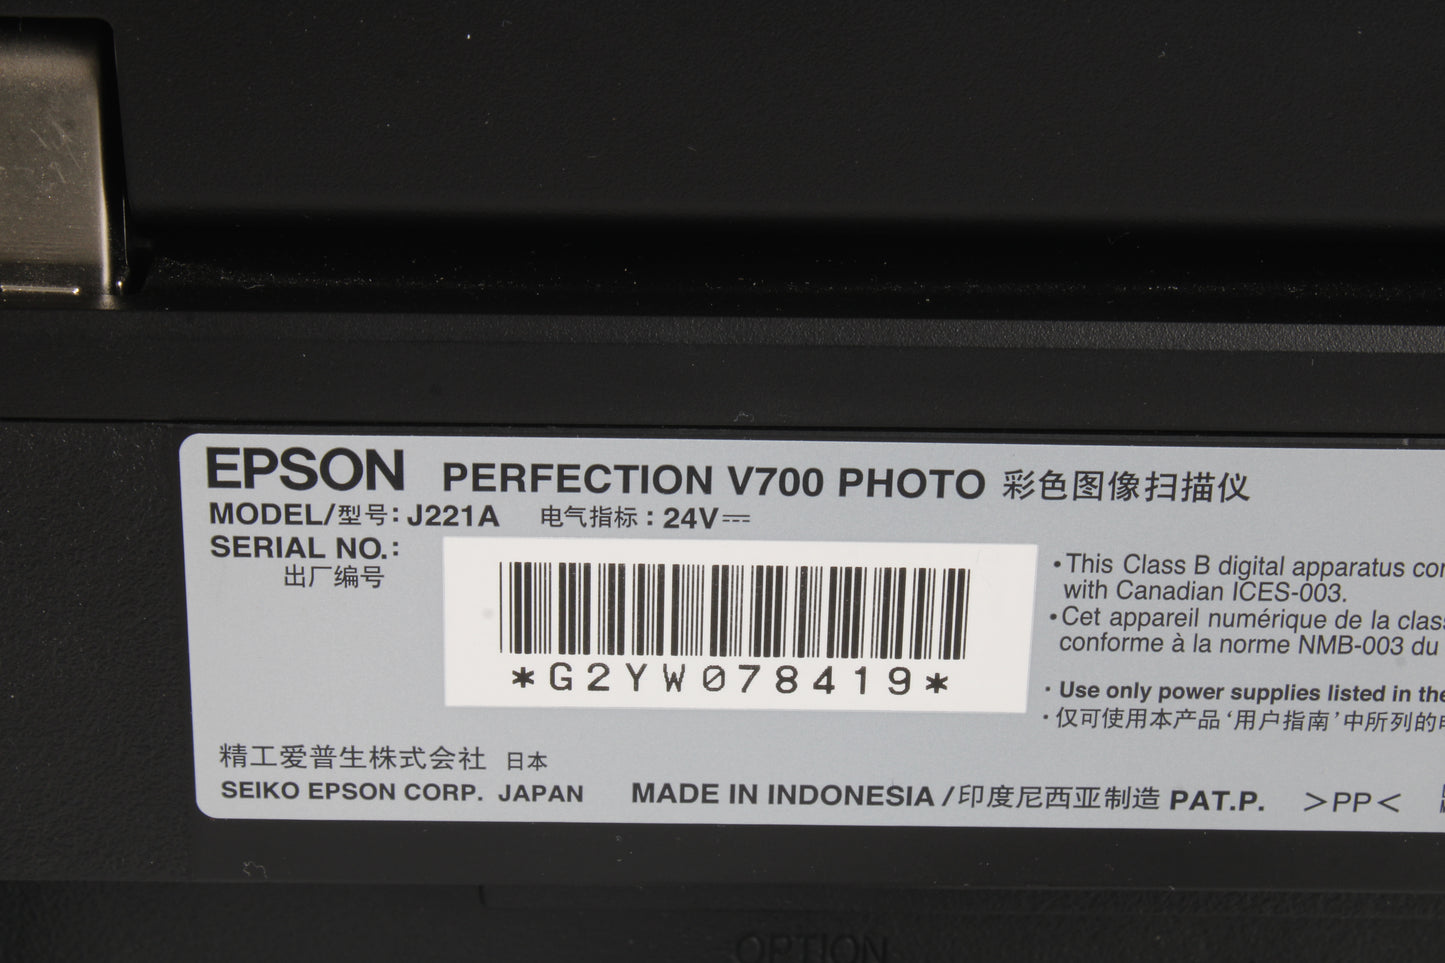 EPSON PERFECTION V700 PHOTO 彩色图像扫描仪
MODEL/型号: J221A 电气指标: 24V⎓
SERIAL NO.:
出厂编号
*G2YW078419*
•This Class B digital apparatus
with Canadian ICES-003.
•Cet appareil numérique de la
conforme à la norme NMB-003 du
· Use only power supplies listed in
· 仅可使用本产品‘用户指南’中所列的
精工爱普生株式会社 日本
SEIKO EPSON CORP. JAPAN MADE IN INDONESIA/印度尼西亚制造 PAT.P. >PP<
OPTION